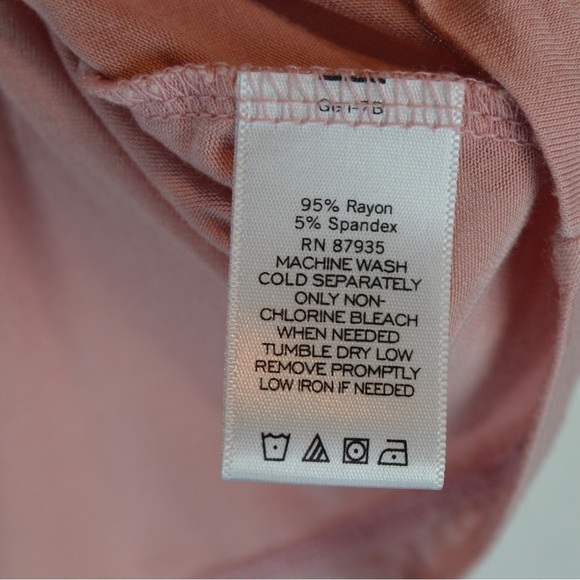 95% Rayon
5% Spandex
RN 87935
MACHINE WASH
COLD SEPARATELY
ONLY NON-
CHLORINE BLEACH
WHEN NEEDED
TUMBLE DRY LOW
REMOVE PROMPTLY
LOW IRON IF NEEDED